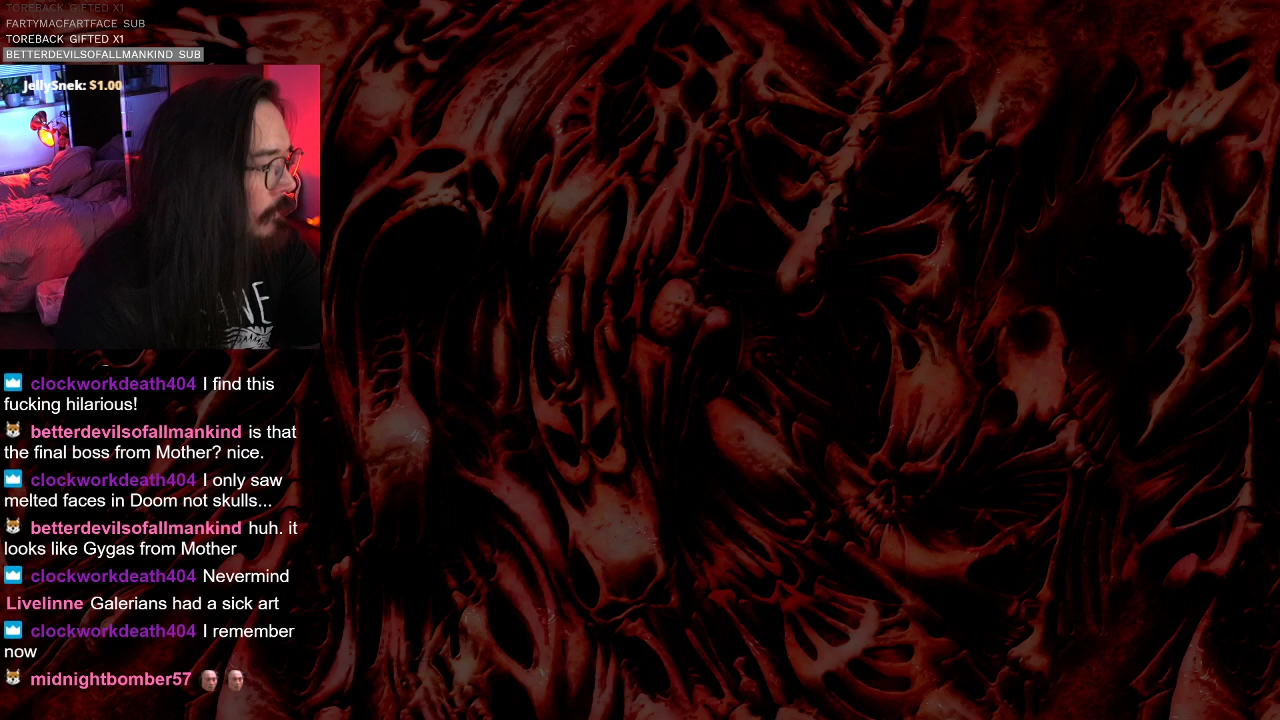 TOREBACK GIFTED X1
FARTYMACFARTFACE SUB
TOREBACK GIFTED X1
BETTERDEVILSOFALLMANKIND SUB
JellySnek: $1.00
ANE
clockworkdeath404 I find this
fucking hilarious!
betterdevilsofallmankind is that
the final boss from Mother? nice.
clockworkdeath404 I only saw
melted faces in Doom not skulls...
betterdevilsofallmankind huh. it
looks like Gygas from Mother
clockworkdeath404 Nevermind
Livelinne Galerians had a sick art
clockworkdeath404 I remember
now
midnightbomber57